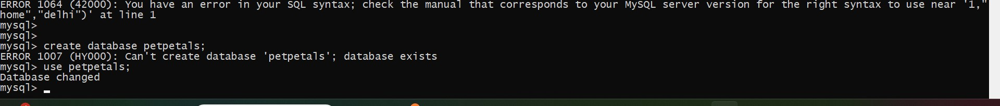 ERROR 1064 (42000): You have an error in your SQL syntax; check the manual that corresponds to your MySQL server version for the right syntax to use near '1,"
home","delhi")' at line 1
mysql>
mysql>
mysql> create database petpetals;
ERROR 1007 (HY000): Can't create database 'petpetals'; database exists
mysql> use petpetals;
Database changed
mysql>